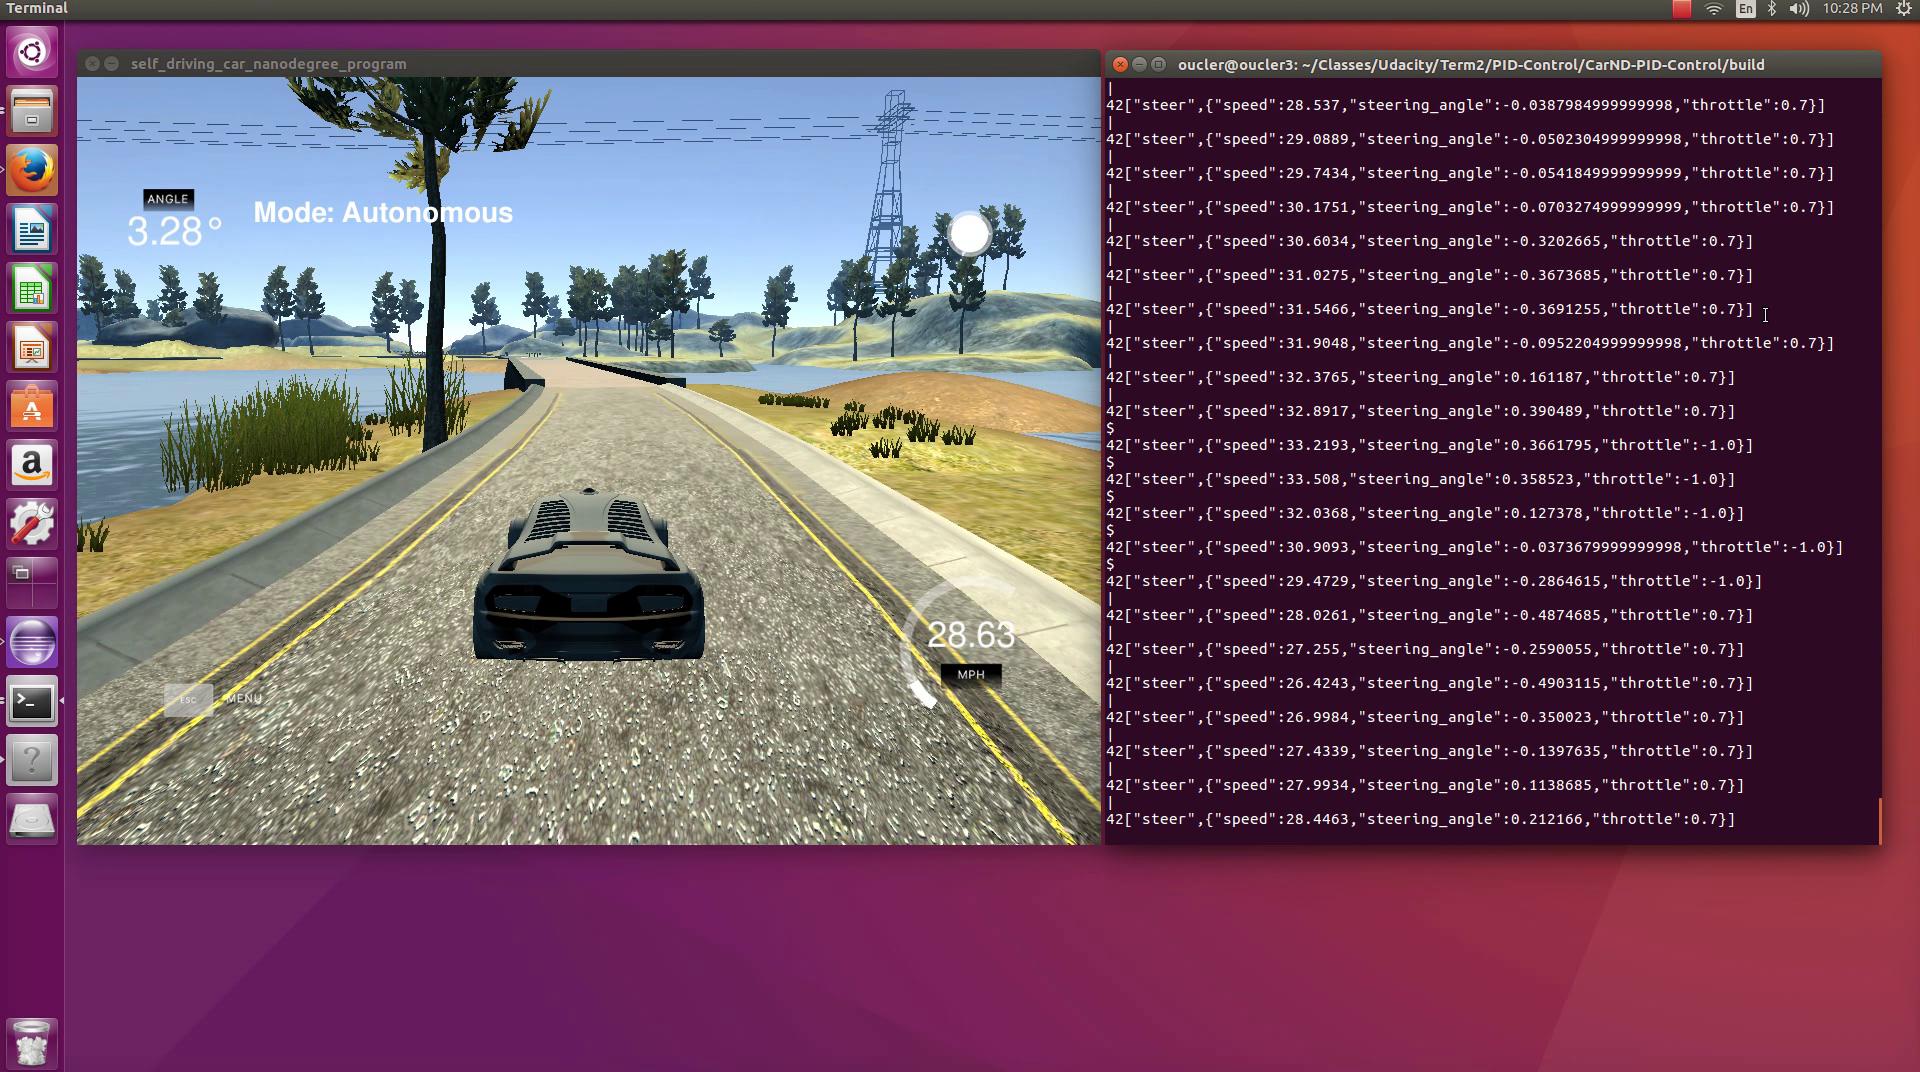 Terminal
En
10:28 PM
self_driving_car_nanodegree_program
ANGLE
3.28°
Mode: Autonomous
28.63
MPH
ESC
MENU
oucler@oucler3: ~/Classes/Udacity/Term2/PID-Control/CarND-PID-Control/build
|
42["steer",{"speed":28.537,"steering_angle":-0.0387984999999998,"throttle":0.7}]
|
42["steer",{"speed":29.0889,"steering_angle":-0.0502304999999998,"throttle":0.7}]
|
42["steer",{"speed":29.7434,"steering_angle":-0.0541849999999999,"throttle":0.7}]
|
42["steer",{"speed":30.1751,"steering_angle":-0.0703274999999999,"throttle":0.7}]
|
42["steer",{"speed":30.6034,"steering_angle":-0.3202665,"throttle":0.7}]
|
42["steer",{"speed":31.0275,"steering_angle":-0.3673685,"throttle":0.7}]
|
42["steer",{"speed":31.5466,"steering_angle":-0.3691255,"throttle":0.7}]
|
42["steer",{"speed":31.9048,"steering_angle":-0.0952204999999998,"throttle":0.7}]
|
42["steer",{"speed":32.3765,"steering_angle":0.161187,"throttle":0.7}]
|
42["steer",{"speed":32.8917,"steering_angle":0.390489,"throttle":0.7}]
$
42["steer",{"speed":33.2193,"steering_angle":0.3661795,"throttle":-1.0}]
$
42["steer",{"speed":33.508,"steering_angle":0.358523,"throttle":-1.0}]
$
42["steer",{"speed":32.0368,"steering_angle":0.127378,"throttle":-1.0}]
$
42["steer",{"speed":30.9093,"steering_angle":-0.0373679999999998,"throttle":-1.0}]
$
42["steer",{"speed":29.4729,"steering_angle":-0.2864615,"throttle":-1.0}]
|
42["steer",{"speed":28.0261,"steering_angle":-0.4874685,"throttle":0.7}]
|
42["steer",{"speed":27.255,"steering_angle":-0.2590055,"throttle":0.7}]
|
42["steer",{"speed":26.4243,"steering_angle":-0.4903115,"throttle":0.7}]
|
42["steer",{"speed":26.9984,"steering_angle":-0.350023,"throttle":0.7}]
|
42["steer",{"speed":27.4339,"steering_angle":-0.1397635,"throttle":0.7}]
|
42["steer",{"speed":27.9934,"steering_angle":0.1138685,"throttle":0.7}]
|
42["steer",{"speed":28.4463,"steering_angle":0.212166,"throttle":0.7}]